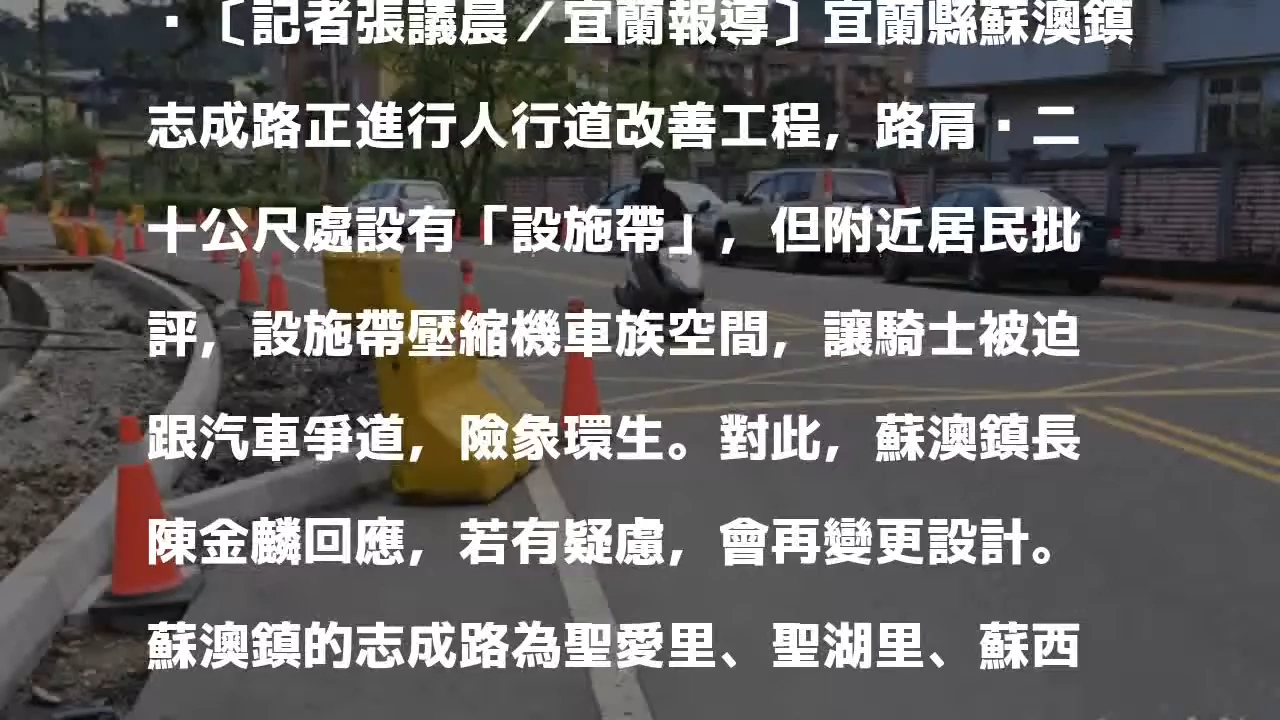 ·〔記者張議晨／宜蘭報導〕宜蘭縣蘇澳鎮
志成路正進行人行道改善工程，路肩·二
十公尺處設有「設施帶」，但附近居民批
評，設施帶壓縮機車族空間，讓騎士被迫
跟汽車爭道，險象環生。對此，蘇澳鎮長
陳金麟回應，若有疑慮，會再變更設計。
蘇澳鎮的志成路為聖愛里、聖湖里、蘇西